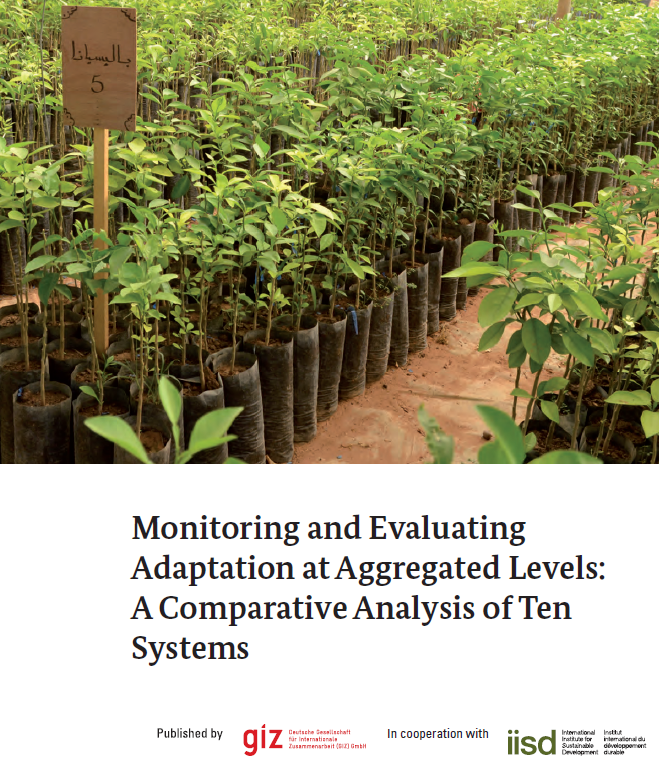 باليسيانا
5
Monitoring and Evaluating
Adaptation at Aggregated Levels:
A Comparative Analysis of Ten
Systems
Published by
giz
Deutsche Gesellschaft
für Internationale
Zusammenarbeit (GIZ) GmbH
In cooperation with
iisd
International
Institute for
Sustainable
Development
Institut
international du
développement
durable